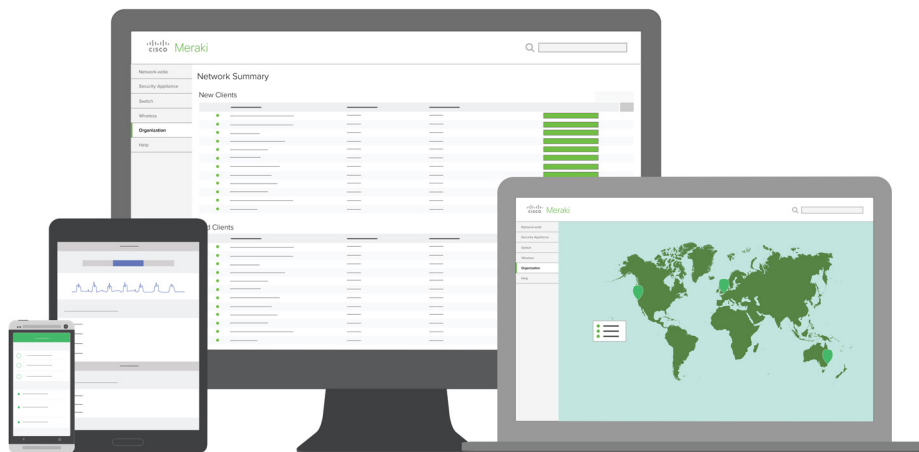 CISCO Meraki
Network-wide
Security Appliance
Switch
Wireless
Organization
Help
Network Summary
New Clients
d Clients
CISCO Meraki
Network-wide
Security Appliance
Switch
Wireless
Organization
Help